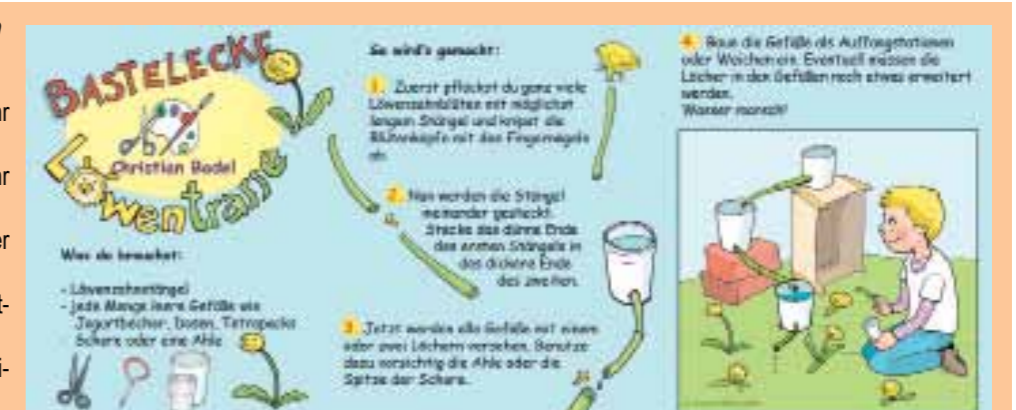 ar
ar
er
t-
i-
BASTELECKE
Christian Badel
Löwentrane
Was du brauchst:
- Löwenzahnstängel
- jede Menge leere Gefäße wie
Jogurtbecher, Dosen, Tetrapacks
Schere oder eine Ahle
So wird's gemacht:
1. Zuerst pflückst du ganz viele
Löwenzahnblüten mit möglichst
langem Stängel und knipst die
Blütenköpfe mit den Fingernägeln
ab.
2. Nun werden die Stängel
ineinander gesteckt.
Stecke das dünne Ende
des ersten Stängels in
das dickere Ende
des zweiten.
3. Jetzt werden alle Gefäße mit einem
oder zwei Löchern versehen. Benutze
dazu vorsichtig die Ahle oder die
Spitze der Schere.
4. Baue die Gefäße als Auffangstationen
oder Weichen ein. Eventuell müssen die
Löcher in den Gefäßen noch etwas erweitert
werden.
Wasser marsch!